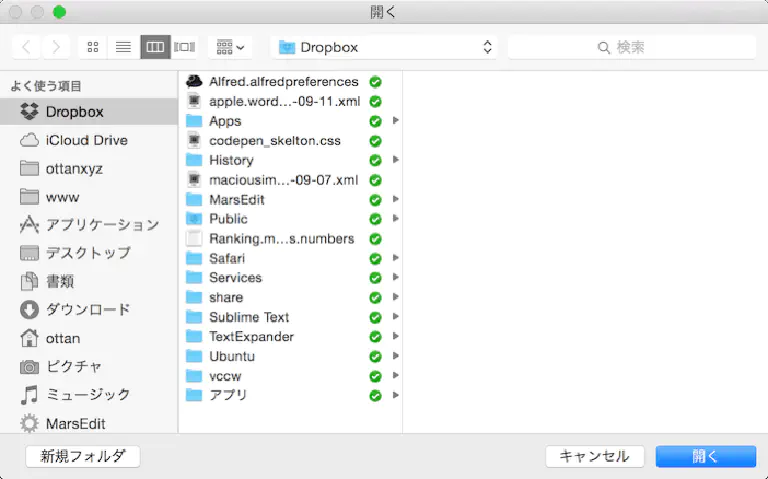 開く
Dropbox
検索
よく使う項目
Dropbox
iCloud Drive
ottanxyz
www
アプリケーション
デスクトップ
書類
ダウンロード
ottan
ピクチャ
ミュージック
MarsEdit
Alfred.alfredpreferences
apple.word...-09-11.xml
Apps
codepen_skelton.css
History
maciousim...-09-07.xml
MarsEdit
Public
Ranking.m...s.numbers
Safari
Services
share
Sublime Text
TextExpander
Ubuntu
vccw
アプリ
新規フォルダ
キャンセル
開く